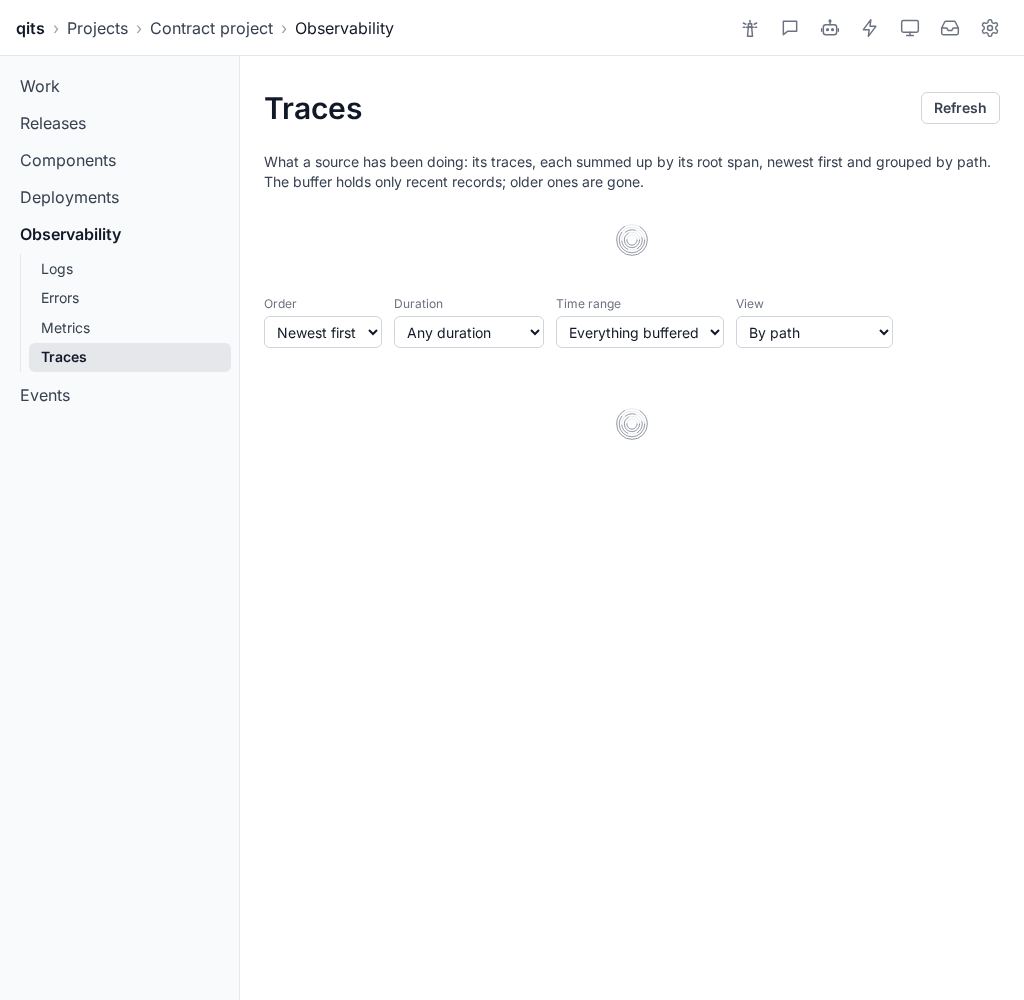 qits › Projects › Contract project › Observability
Work
Releases
Components
Deployments
Observability
Logs
Errors
Metrics
Traces
Events
Traces
Refresh
What a source has been doing: its traces, each summed up by its root span, newest first and grouped by path.
The buffer holds only recent records; older ones are gone.
Order Duration Time range View
Newest first Any duration Everything buffered By path